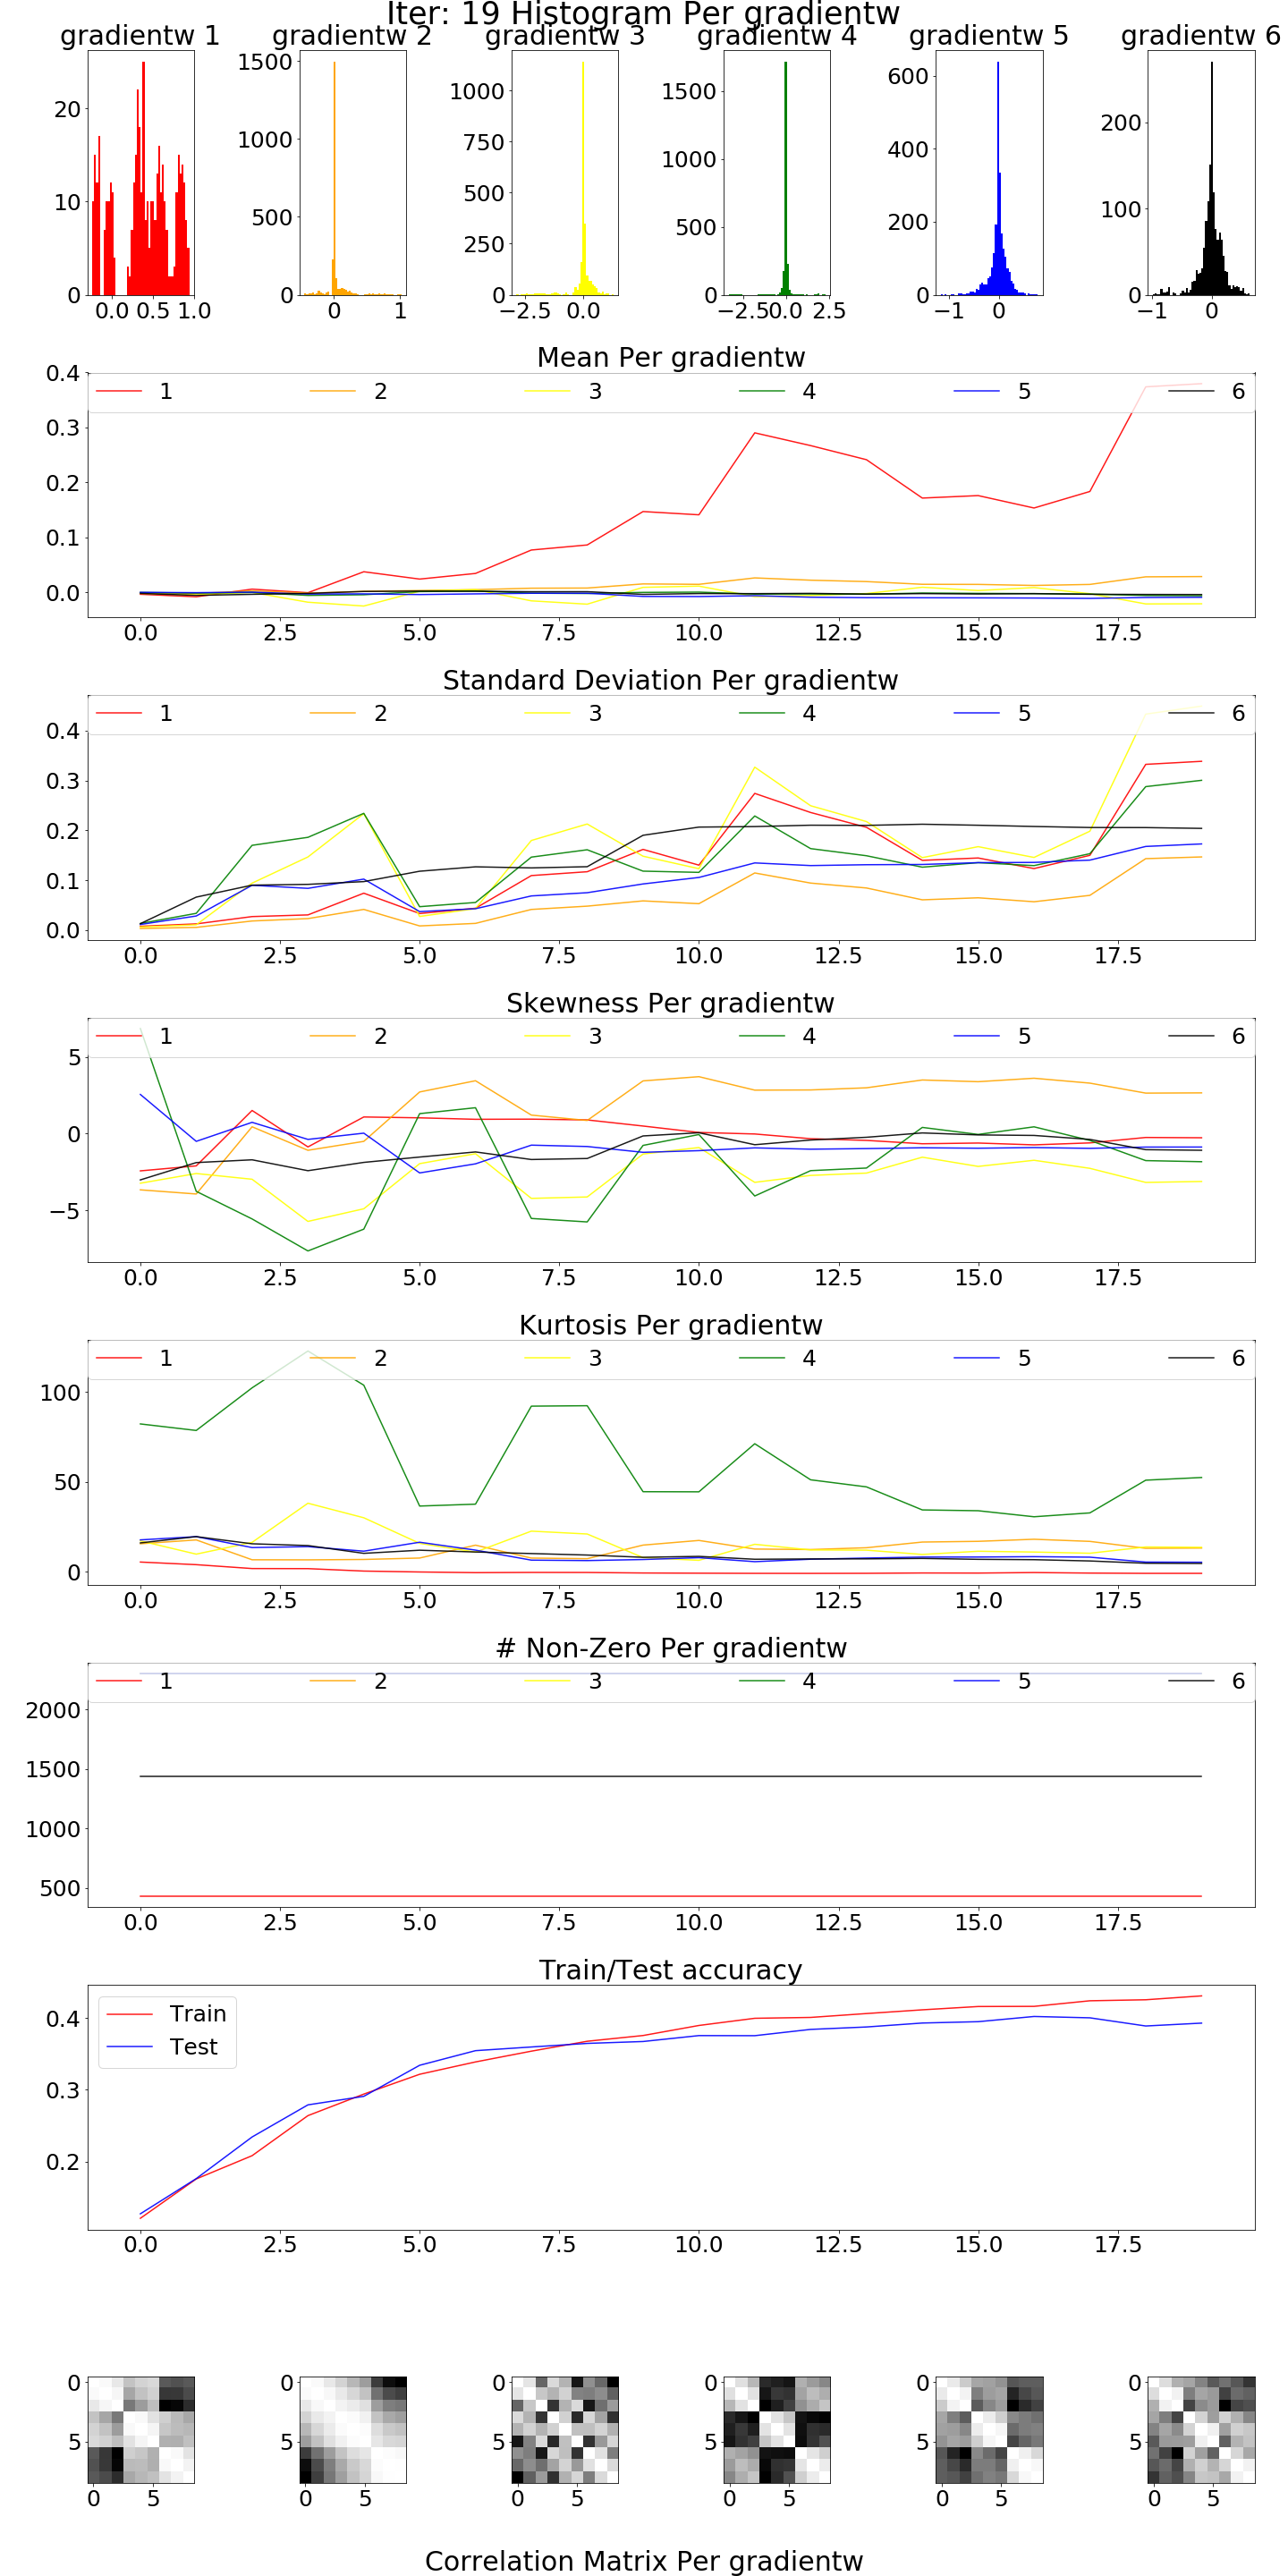 Iter: 19 Histogram Per gradientw
gradientw 1 gradientw 2 gradientw 3 gradientw 4 gradientw 5 gradientw 6
20
10
0
0.0 0.5 1.0
1500
1000
500
0
0 1
1000
750
500
250
0
−2.5 0.0
1500
1000
500
0
−2.5 0.0 2.5
600
400
200
0
−1 0
200
100
0
−1 0
Mean Per gradientw
1 2 3 4 5 6
0.4
0.3
0.2
0.1
0.0
0.0 2.5 5.0 7.5 10.0 12.5 15.0 17.5
Standard Deviation Per gradientw
1 2 3 4 5 6
0.4
0.3
0.2
0.1
0.0
0.0 2.5 5.0 7.5 10.0 12.5 15.0 17.5
Skewness Per gradientw
1 2 3 4 5 6
5
0
−5
0.0 2.5 5.0 7.5 10.0 12.5 15.0 17.5
Kurtosis Per gradientw
1 2 3 4 5 6
100
50
0
0.0 2.5 5.0 7.5 10.0 12.5 15.0 17.5
# Non-Zero Per gradientw
1 2 3 4 5 6
2000
1500
1000
500
0.0 2.5 5.0 7.5 10.0 12.5 15.0 17.5
Train/Test accuracy
Train
Test
0.4
0.3
0.2
0.0 2.5 5.0 7.5 10.0 12.5 15.0 17.5
0 0 0 0 0 0
5 5 5 5 5 5
0 5 0 5 0 5 0 5 0 5 0 5
Correlation Matrix Per gradientw